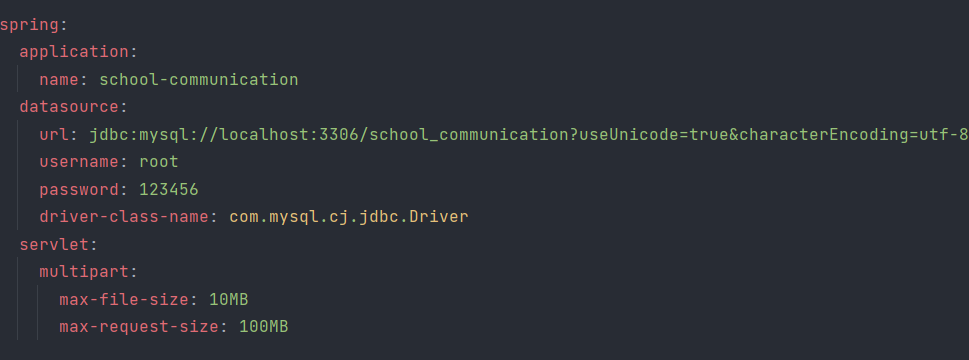 spring:
  application:
    name: school-communication
  datasource:
    url: jdbc:mysql://localhost:3306/school_communication?useUnicode=true&characterEncoding=utf-8
    username: root
    password: 123456
    driver-class-name: com.mysql.cj.jdbc.Driver
  servlet:
    multipart:
      max-file-size: 10MB
      max-request-size: 100MB